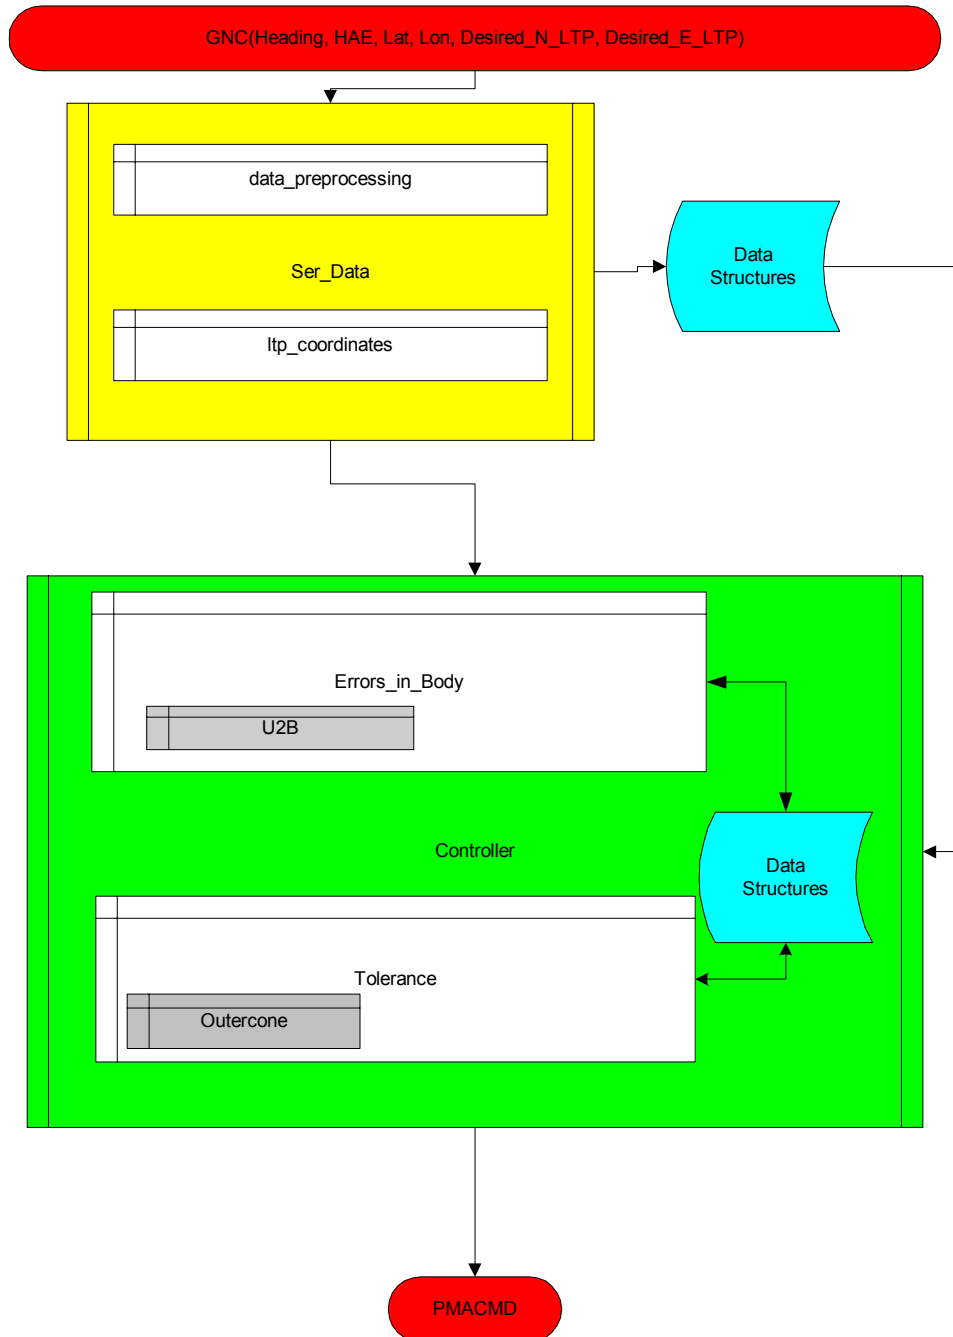 GNC(Heading, HAE, Lat, Lon, Desired_N_LTP, Desired_E_LTP)
data_preprocessing
Ser_Data
ltp_coordinates
Data
Structures
Errors_in_Body
U2B
Controller
Data
Structures
Tolerance
Outercone
PMACMD